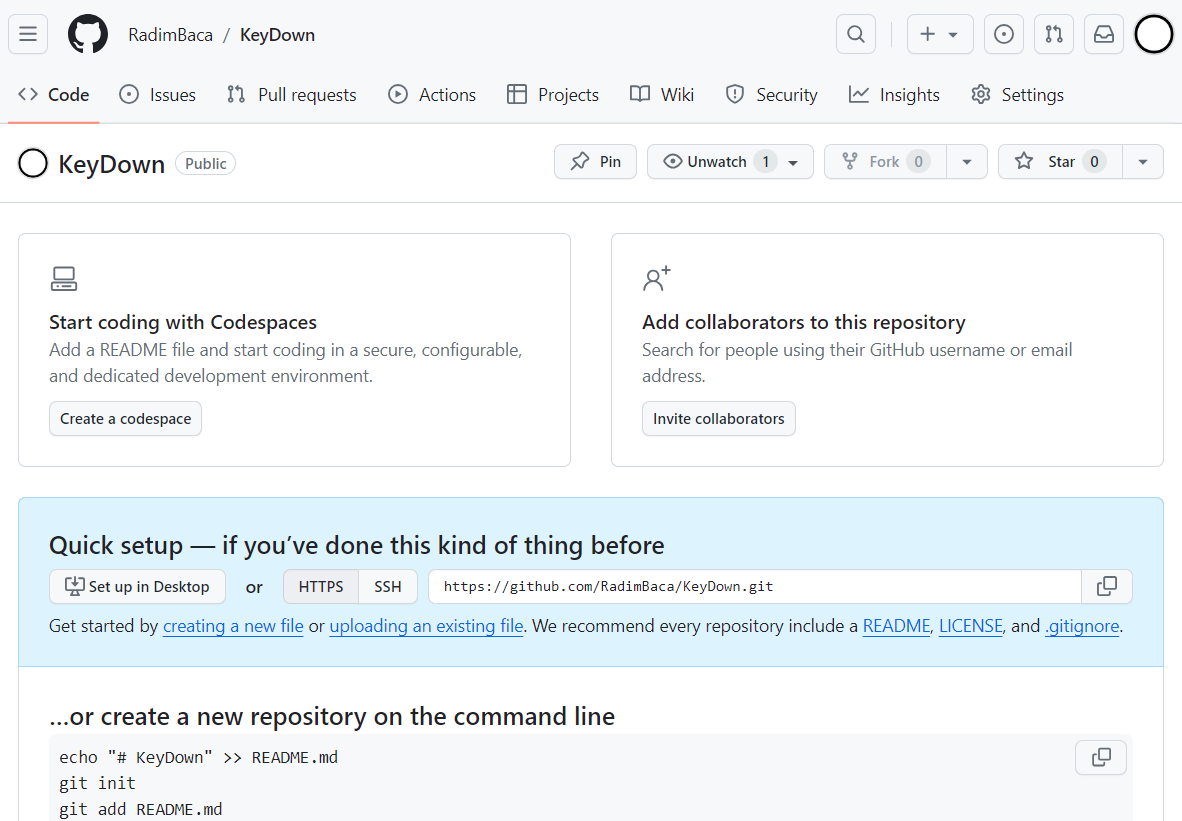 RadimBaca / KeyDown
Code Issues Pull requests Actions Projects Wiki Security Insights Settings
KeyDown Public Pin Unwatch 1 Fork 0 Star 0
Start coding with Codespaces
Add a README file and start coding in a secure, configurable,
and dedicated development environment.
Create a codespace
Add collaborators to this repository
Search for people using their GitHub username or email
address.
Invite collaborators
Quick setup — if you’ve done this kind of thing before
Set up in Desktop or HTTPS SSH https://github.com/RadimBaca/KeyDown.git
Get started by creating a new file or uploading an existing file. We recommend every repository include a README, LICENSE, and .gitignore.
…or create a new repository on the command line
echo "# KeyDown" >> README.md
git init
git add README.md